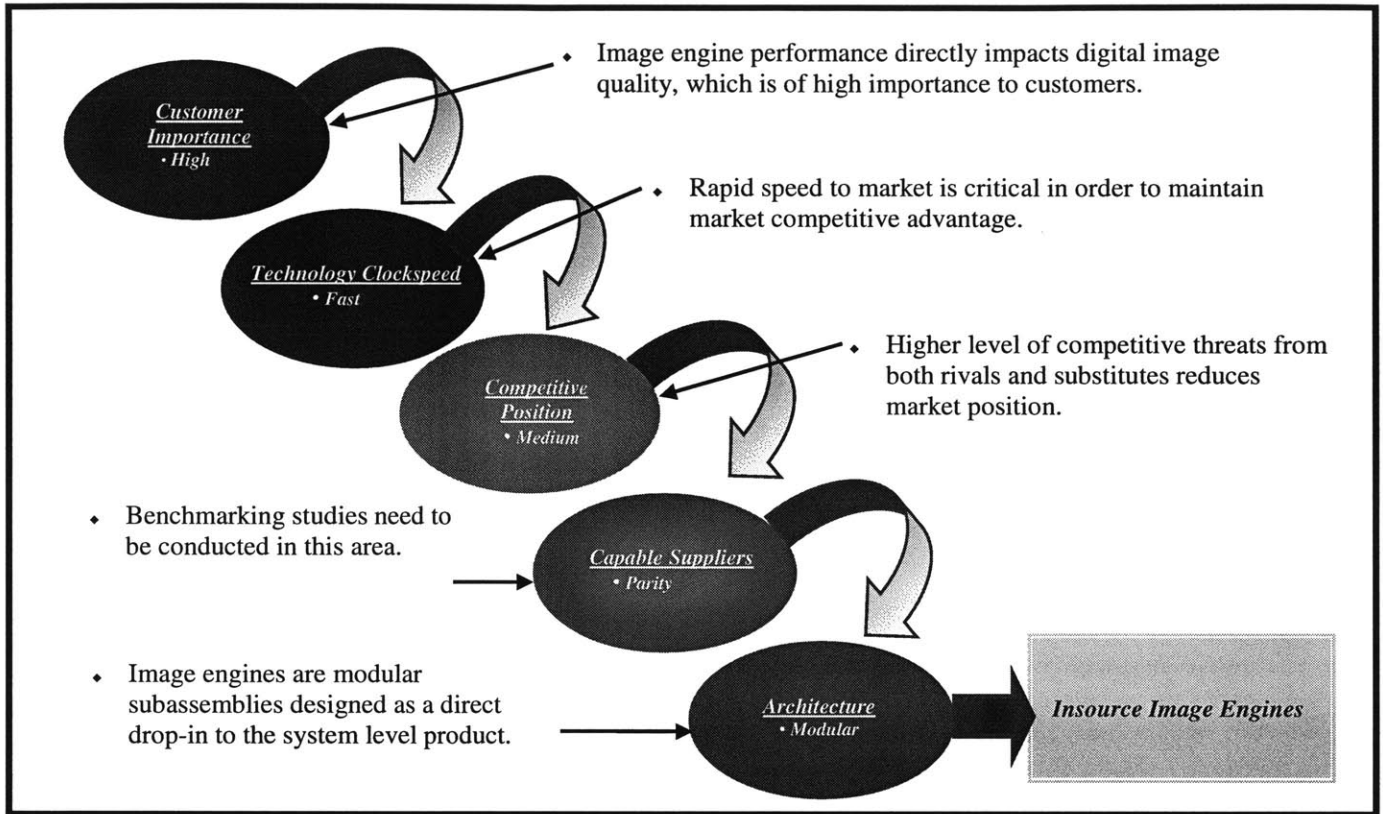 ◆ Image engine performance directly impacts digital image
quality, which is of high importance to customers.
Customer
Importance
• High
◆ Rapid speed to market is critical in order to maintain
market competitive advantage.
Technology Clockspeed
• Fast
◆ Higher level of competitive threats from
both rivals and substitutes reduces
market position.
Competitive
Position
• Medium
◆ Benchmarking studies need to
be conducted in this area.
Capable Suppliers
• Parity
◆ Image engines are modular
subassemblies designed as a direct
drop-in to the system level product.
Architecture
• Modular
Insource Image Engines